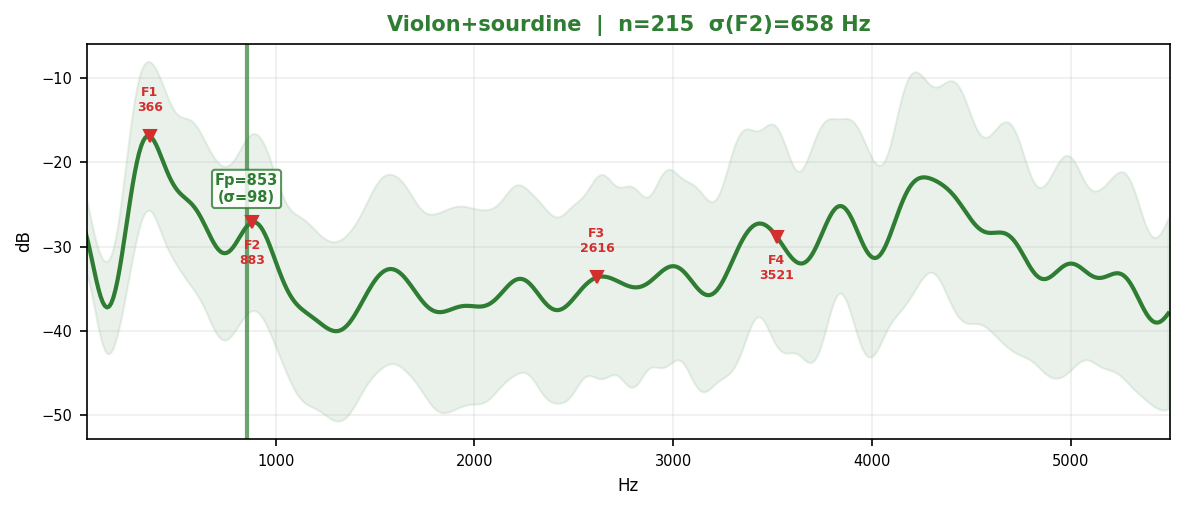 Violon+sourdine | n=215 σ(F2)=658 Hz
−10
−20
−30
−40
−50
dB
F1
366
Fp=853
(σ=98)
F2
883
F3
2616
F4
3521
1000
2000
3000
4000
5000
Hz